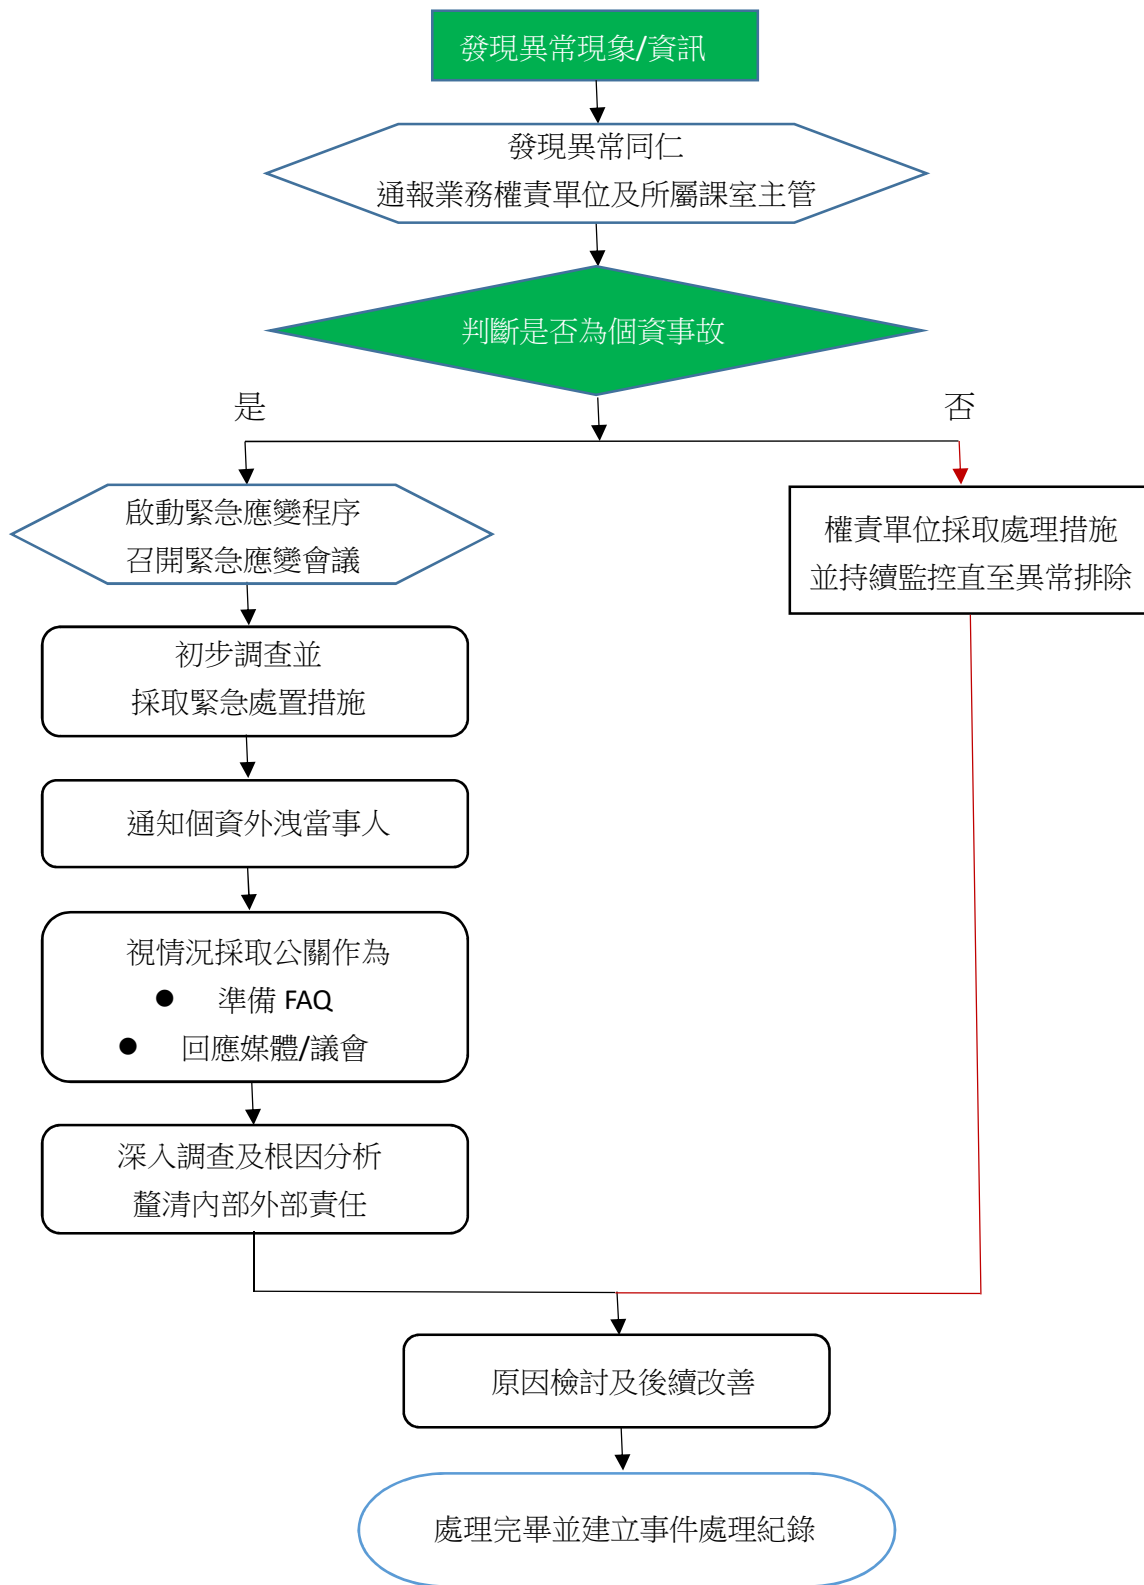 發現異常現象/資訊
發現異常同仁
通報業務權責單位及所屬課室主管
判斷是否為個資事故
是
否
啟動緊急應變程序
召開緊急應變會議
權責單位採取處理措施
並持續監控直至異常排除
初步調查並
採取緊急處置措施
通知個資外洩當事人
視情況採取公關作為
● 準備 FAQ
● 回應媒體/議會
深入調查及根因分析
釐清內部外部責任
原因檢討及後續改善
處理完畢並建立事件處理紀錄